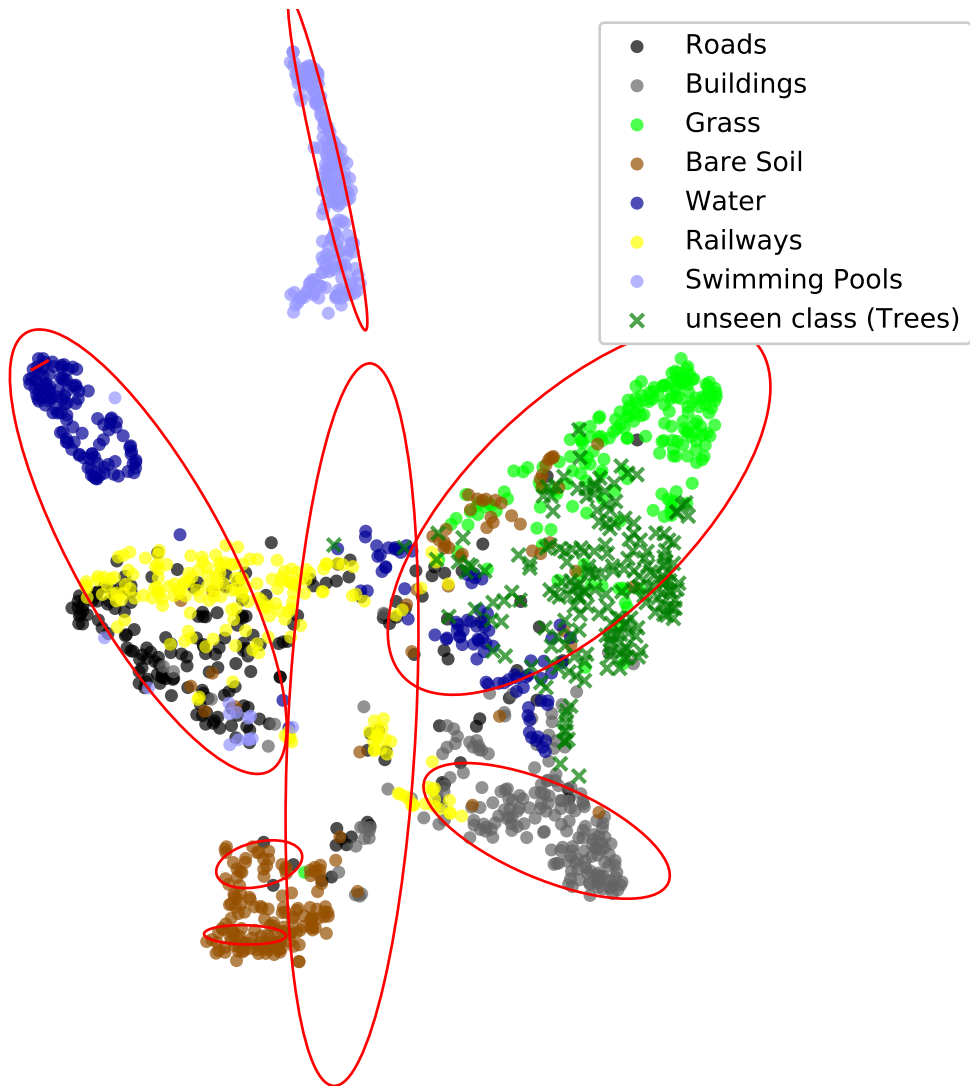 Roads
Buildings
Grass
Bare Soil
Water
Railways
Swimming Pools
unseen class (Trees)